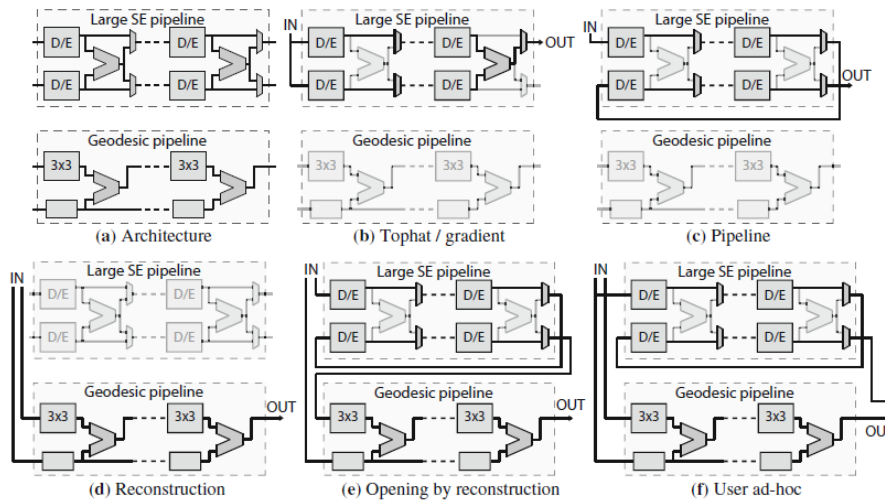 Large SE pipeline
D/E D/E
D/E D/E
Geodesic pipeline
3x3 3x3
(a) Architecture
IN
Large SE pipeline
D/E D/E
OUT
D/E D/E
Geodesic pipeline
3x3 3x3
(b) Tophat / gradient
IN
Large SE pipeline
D/E D/E
D/E D/E
OUT
Geodesic pipeline
3x3 3x3
(c) Pipeline
IN
Large SE pipeline
D/E D/E
D/E D/E
Geodesic pipeline
3x3 3x3
OUT
(d) Reconstruction
IN
Large SE pipeline
D/E D/E
D/E D/E
Geodesic pipeline
3x3 3x3
OUT
(e) Opening by reconstruction
IN
Large SE pipeline
D/E D/E
D/E D/E
Geodesic pipeline
3x3 3x3
OU
(f) User ad-hoc